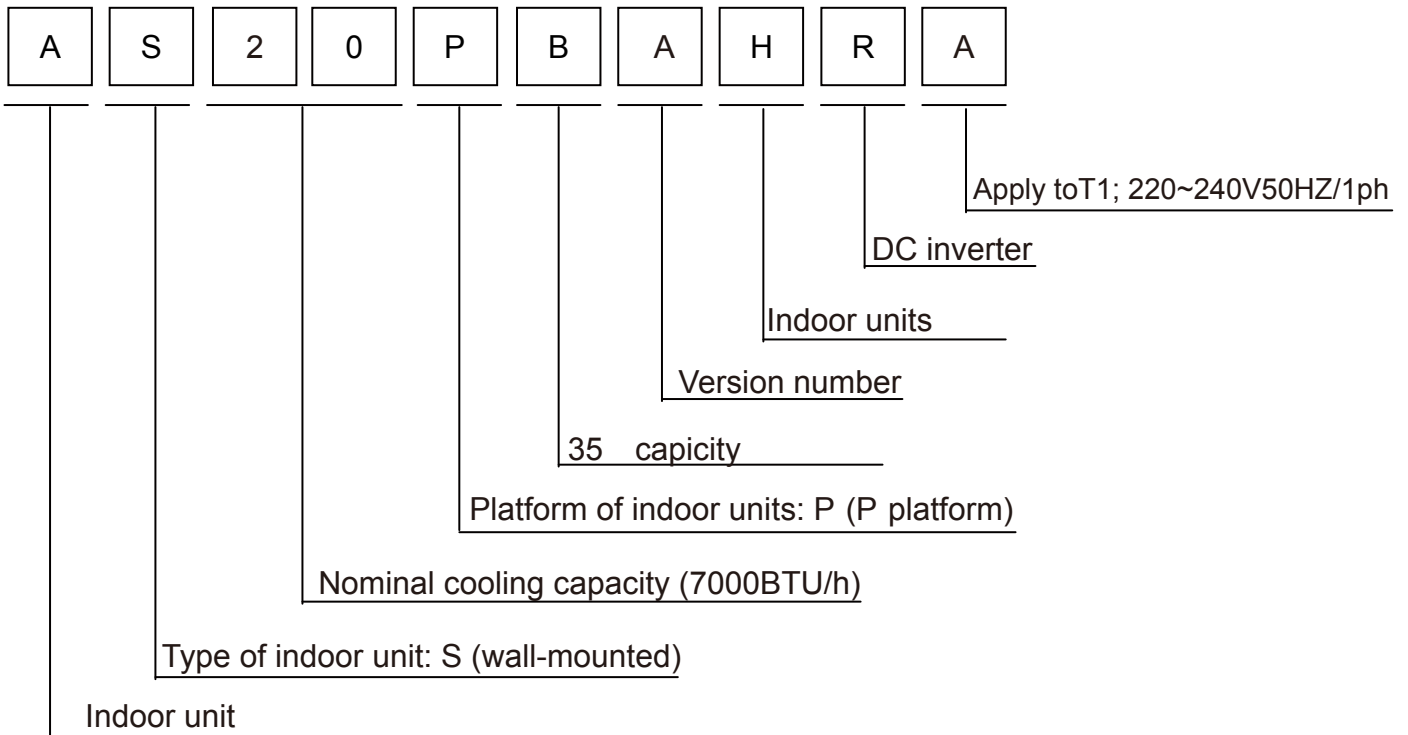 A S 2 0 P B A H R A
Apply toT1; 220~240V50HZ/1ph
DC inverter
Indoor units
Version number
35 capicity
Platform of indoor units: P (P platform)
Nominal cooling capacity (7000BTU/h)
Type of indoor unit: S (wall-mounted)
Indoor unit